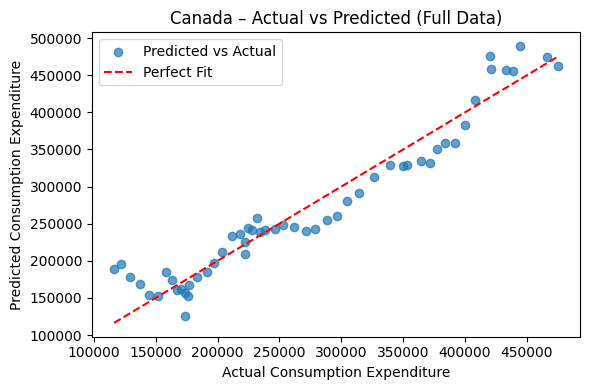 Canada – Actual vs Predicted (Full Data)
Predicted vs Actual
Perfect Fit
Predicted Consumption Expenditure
500000
450000
400000
350000
300000
250000
200000
150000
100000
100000 150000 200000 250000 300000 350000 400000 450000
Actual Consumption Expenditure